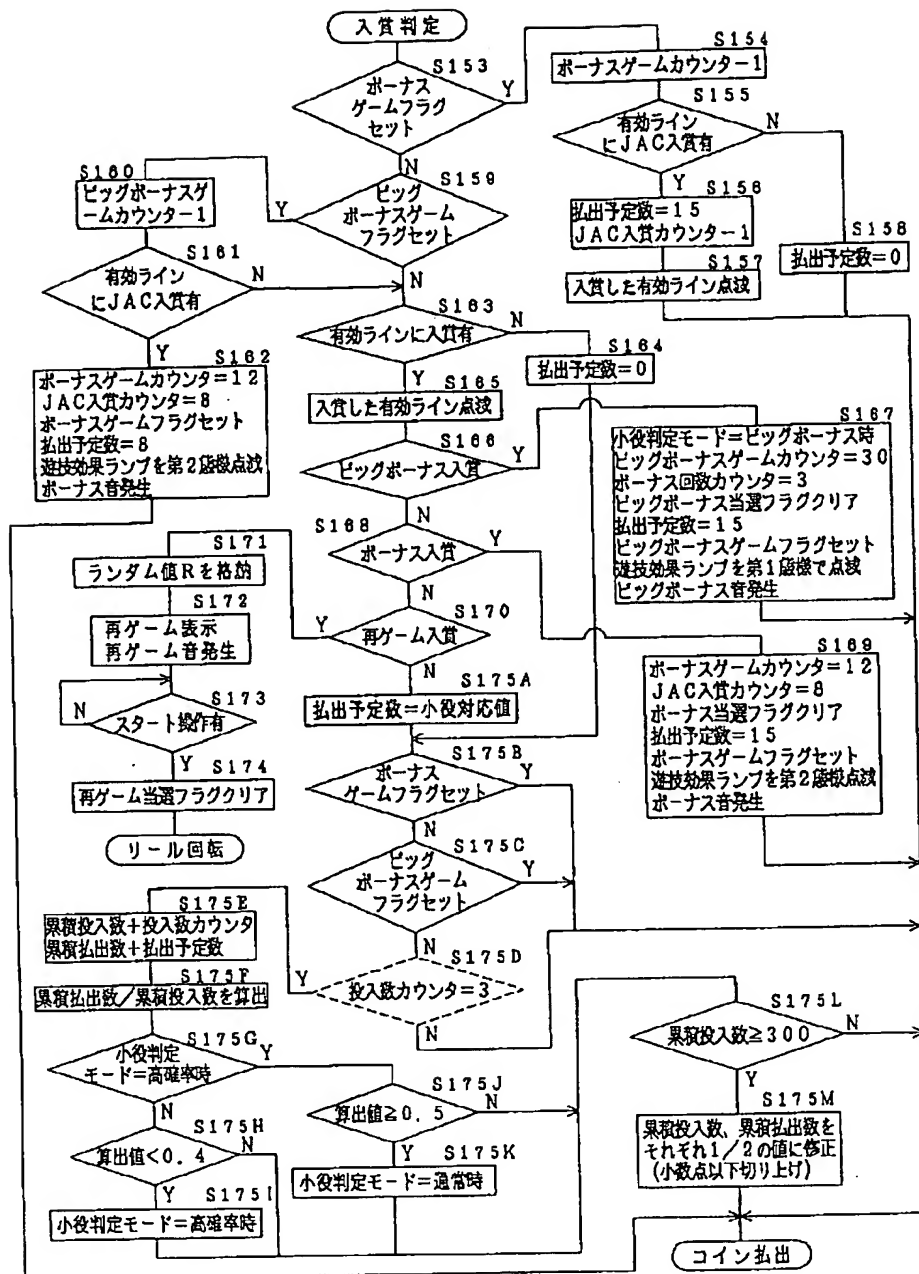 入賞判定
S153
ボーナス
ゲームフラグ
セット
Y
N
S154
ボーナスゲームカウンター1
S155
有効ライン
にJAC入賞有
N
Y
S156
払出予定数=15
JAC入賞カウンター1
S157
入賞した有効ライン点滅
S158
払出予定数=0
S159
ビッグ
ボーナスゲーム
フラグセット
Y
N
S160
ビッグボーナスゲ
ームカウンター1
S161
有効ライン
にJAC入賞有
N
Y
S162
ボーナスゲームカウンタ=12
JAC入賞カウンタ=8
ボーナスゲームフラグセット
払出予定数=8
遊技効果ランプを第2態様点滅
ボーナス音発生
S163
有効ラインに入賞有
N
Y
S164
払出予定数=0
S165
入賞した有効ライン点滅
S166
ビッグボーナス入賞
Y
N
S167
小役判定モード=ビッグボーナス時
ビッグボーナスゲームカウンタ=30
ボーナス回数カウンタ=3
ビッグボーナス当選フラグクリア
払出予定数=15
ビッグボーナスゲームフラグセット
遊技効果ランプを第1態様で点滅
ビッグボーナス音発生
S168
ボーナス入賞
Y
N
S169
ボーナスゲームカウンタ=12
JAC入賞カウンタ=8
ボーナス当選フラグクリア
払出予定数=15
ボーナスゲームフラグセット
遊技効果ランプを第2態様点滅
ボーナス音発生
S170
再ゲーム入賞
Y
N
S171
ランダム値Rを格納
S172
再ゲーム表示
再ゲーム音発生
S173
スタート操作有
N
Y
S174
再ゲーム当選フラグクリア
リール回転
S175A
払出予定数=小役対応値
S175B
ボーナス
ゲームフラグセット
Y
N
S175C
ビッグ
ボーナスゲーム
フラグセット
Y
N
S175D
投入数カウンタ=3
Y
N
S175E
累積投入数+投入数カウンタ
累積払出数+払出予定数
S175F
累積払出数/累積投入数を算出
S175G
小役判定
モード=高確率時
Y
N
S175H
算出値<0.4
N
Y
S175I
小役判定モード=高確率時
S175J
算出値≧0.5
N
Y
S175K
小役判定モード=通常時
S175L
累積投入数≧300
N
Y
S175M
累積投入数、累積払出数を
それぞれ1/2の値に修正
(小数点以下切り上げ)
コイン払出